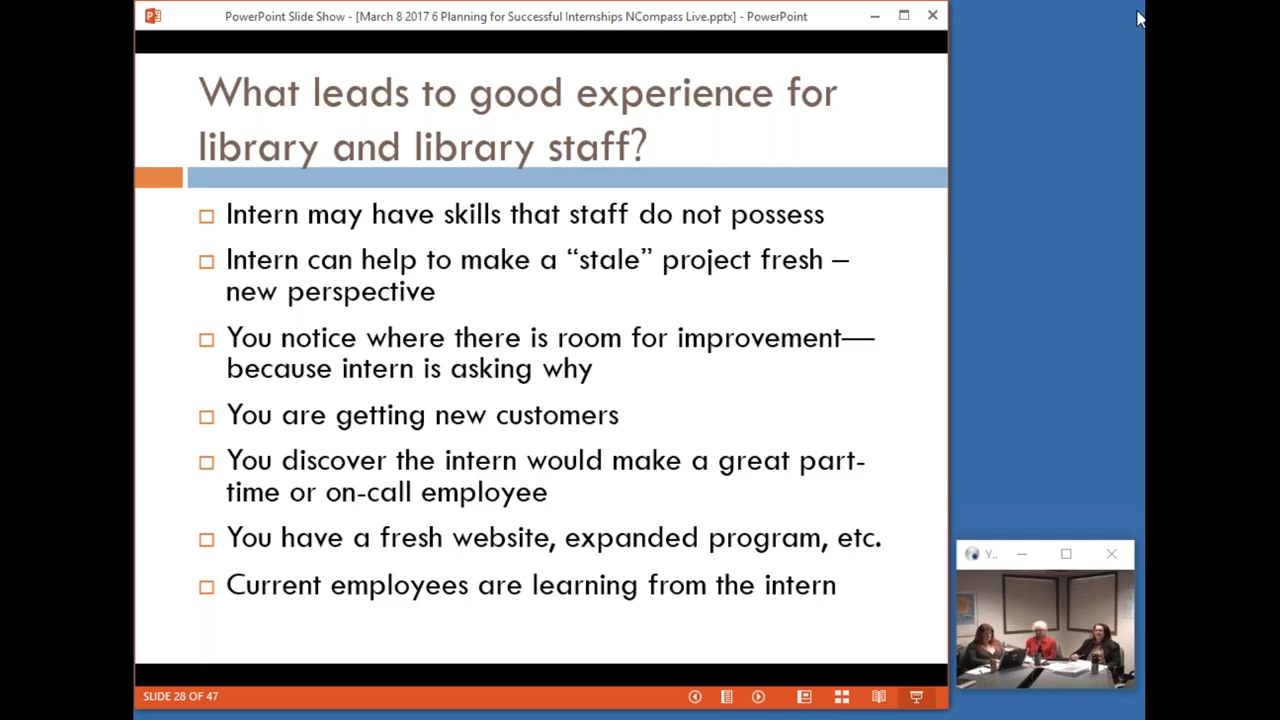 PowerPoint Slide Show - [March 8 2017 6 Planning for Successful Internships NCompass Live.pptx] - PowerPoint
What leads to good experience for
library and library staff?
Intern may have skills that staff do not possess
Intern can help to make a “stale” project fresh –
new perspective
You notice where there is room for improvement—
because intern is asking why
You are getting new customers
You discover the intern would make a great part-
time or on-call employee
You have a fresh website, expanded program, etc.
Current employees are learning from the intern
Y..
SLIDE 28 OF 47